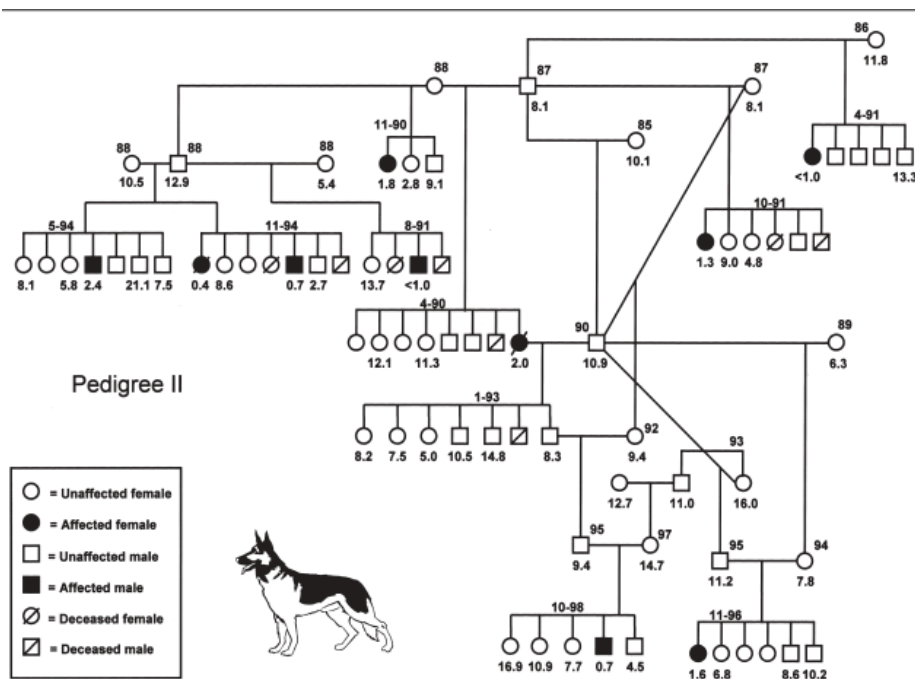 86
11.8
88
87
8.1
87
8.1
4-91
<1.0 13.3
85
10.1
11-90
1.8 2.8 9.1
88
10.5
88
12.9
88
5.4
10-91
1.3 9.0 4.8
5-94
8.1 5.8 2.4 21.1 7.5
11-94
0.4 8.6 0.7 2.7
8-91
13.7 <1.0
4-90
12.1 11.3 2.0
90
10.9
89
6.3
Pedigree II
1-93
8.2 7.5 5.0 10.5 14.8 8.3
92
9.4
93
12.7 11.0 16.0
95
9.4
97
14.7
95
11.2
94
7.8
10-98
16.9 10.9 7.7 0.7 4.5
11-96
1.6 6.8 8.6 10.2
= Unaffected female
= Affected female
= Unaffected male
= Affected male
= Deceased female
= Deceased male